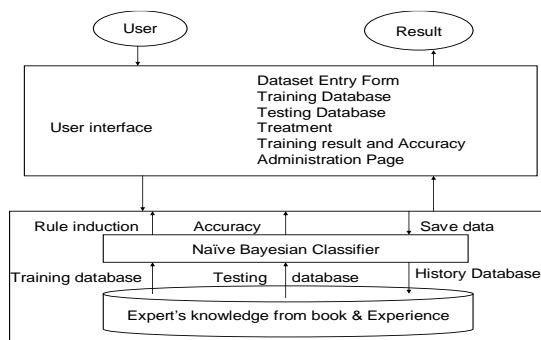 User
Result
User interface
Dataset Entry Form
Training Database
Testing Database
Treatment
Training result and Accuracy
Administration Page
Rule induction
Accuracy
Save data
Naïve Bayesian Classifier
Training database
Testing database
History Database
Expert's knowledge from book & Experience